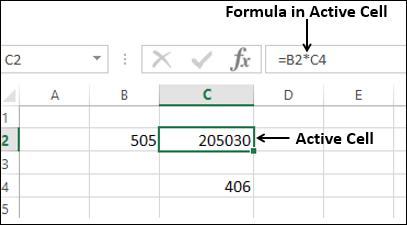 Formula in Active Cell
C2 fx =B2*C4
A B C D E
1
2 505 205030 Active Cell
3
4 406
5